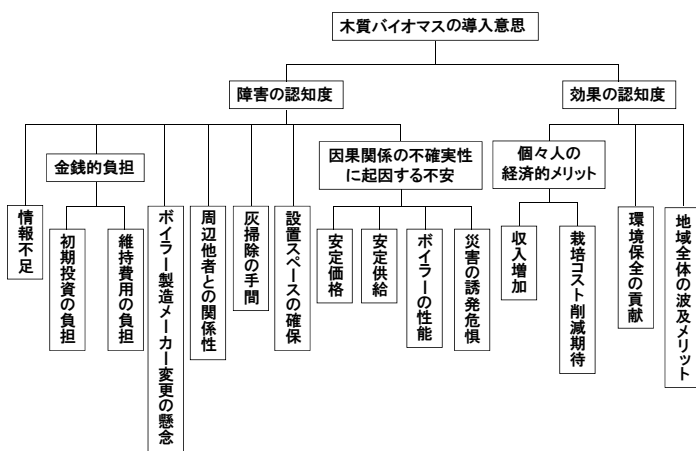 木質バイオマスの導入意思
障害の認知度
効果の認知度
金銭的負担
因果関係の不確実性
に起因する不安
個々人の
経済的メリット
情報不足
初期投資の負担
維持費用の負担
ボイラー製造メーカー変更の懸念
周辺他者との関係性
灰掃除の手間
設置スペースの確保
安定価格
安定供給
ボイラーの性能
災害の誘発危惧
収入増加
栽培コスト削減期待
環境保全の貢献
地域全体の波及メリット